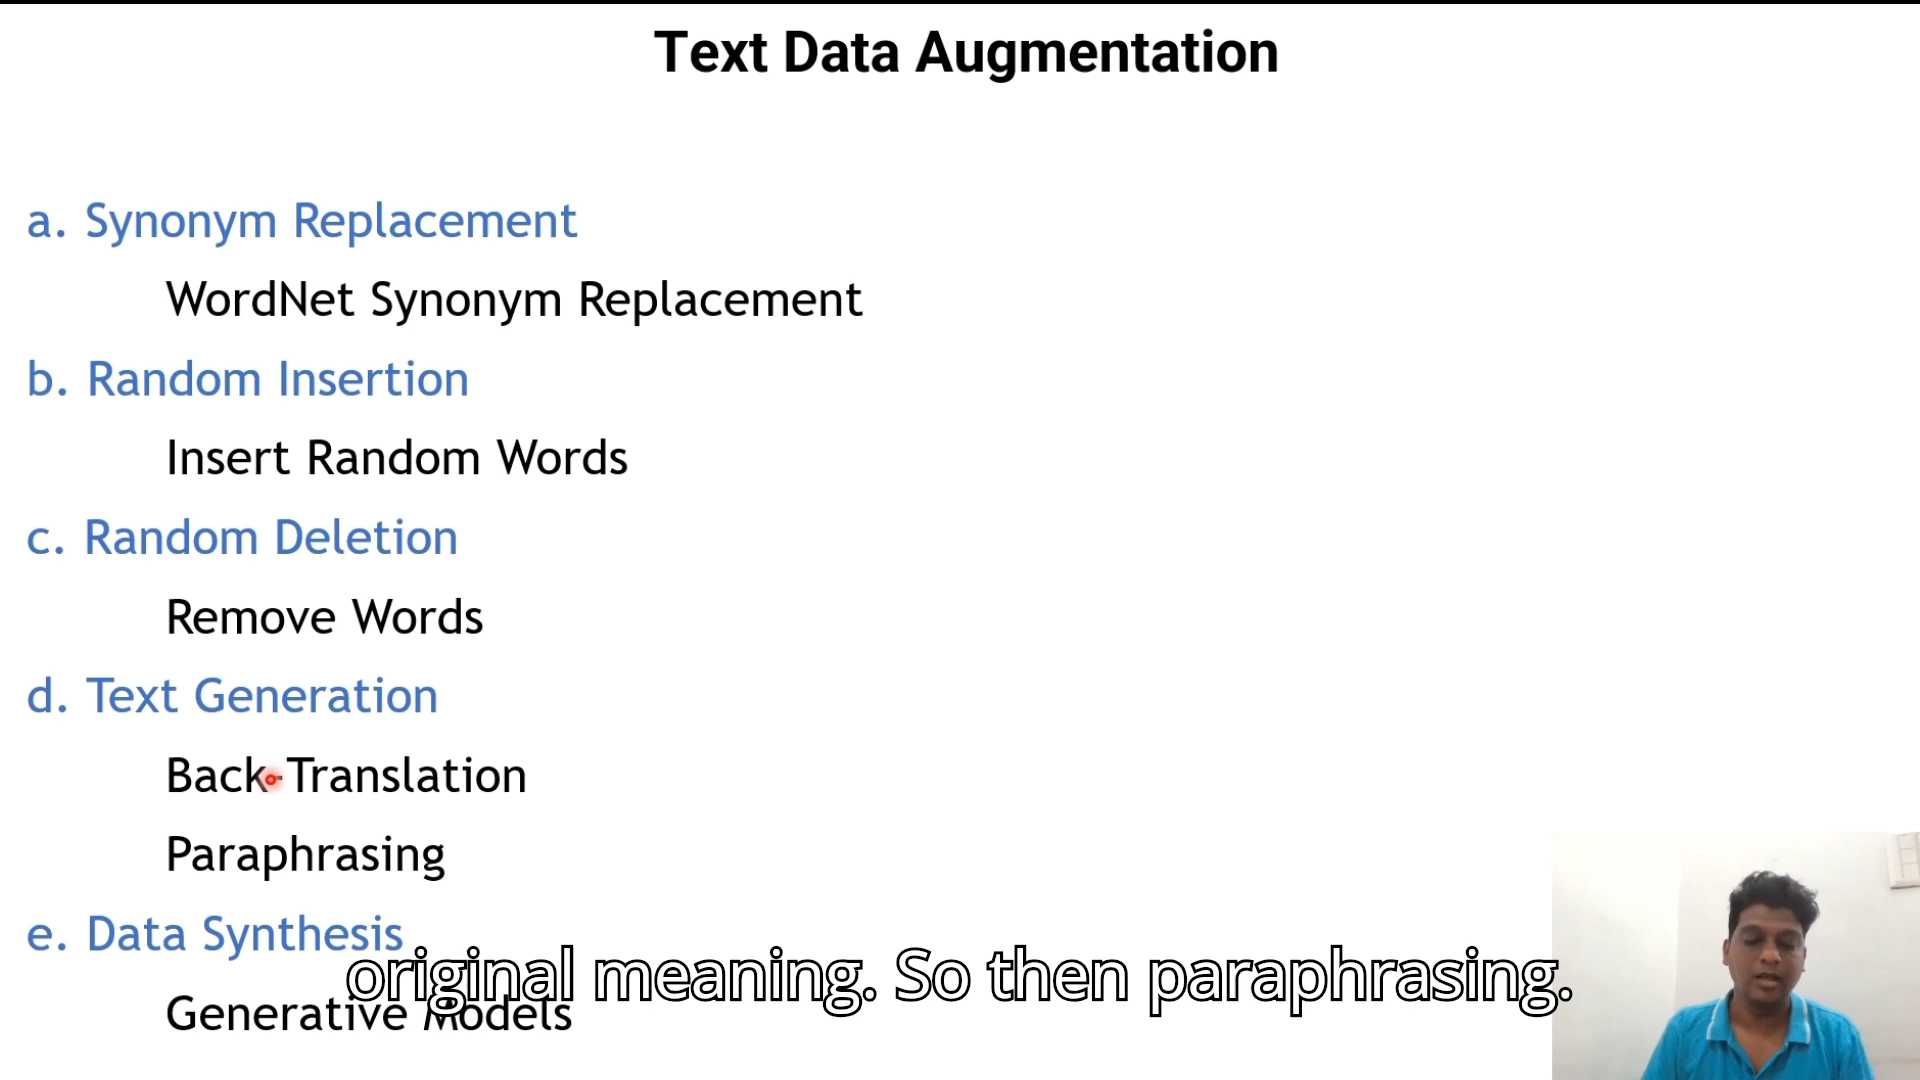 Text Data Augmentation
a. Synonym Replacement
WordNet Synonym Replacement
b. Random Insertion
Insert Random Words
c. Random Deletion
Remove Words
d. Text Generation
Back-Translation
Paraphrasing
e. Data Synthesis
original meaning. So then paraphrasing.
Generative Models